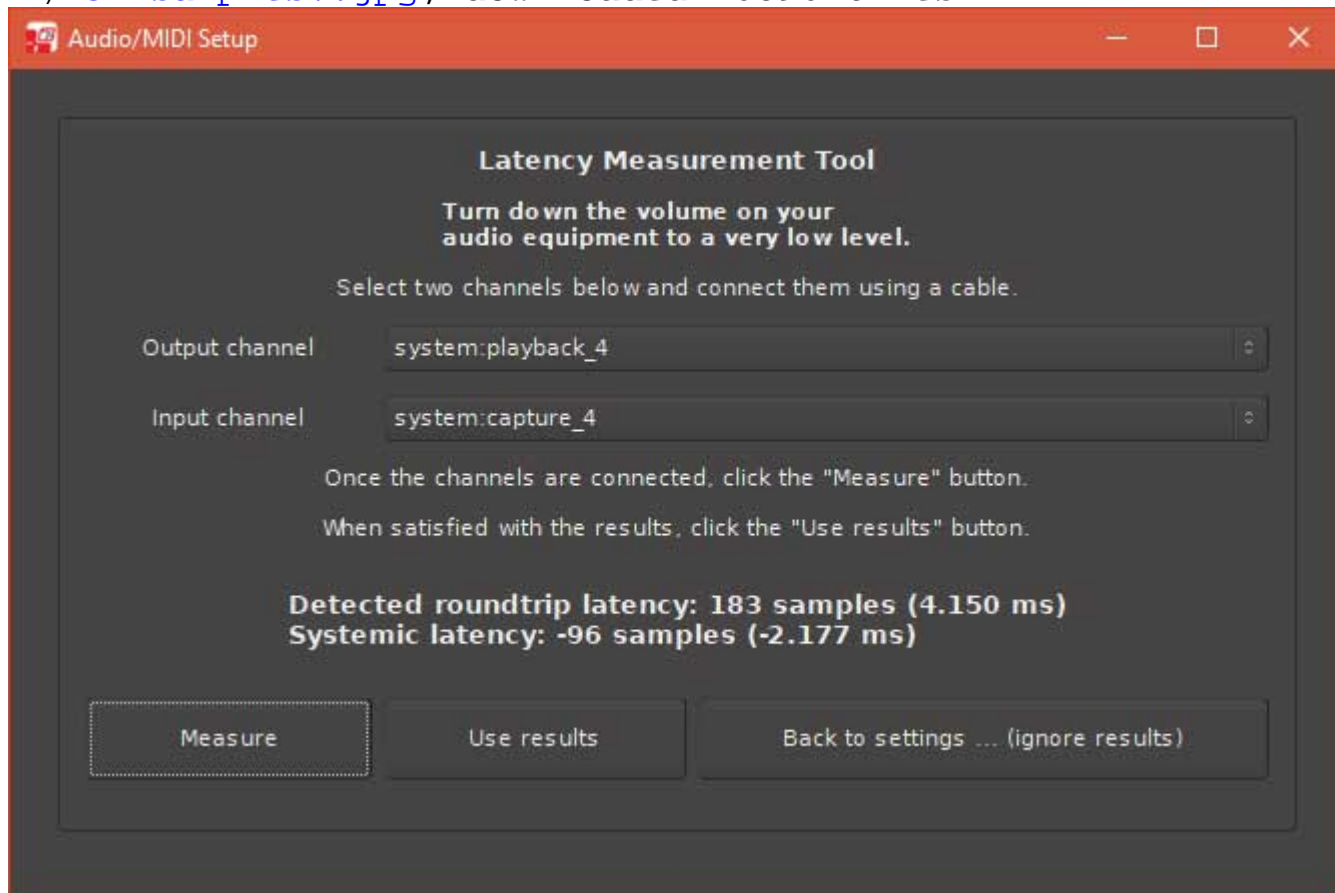 Audio/MIDI Setup
Latency Measurement Tool
Turn down the volume on your
audio equipment to a very low level.
Select two channels below and connect them using a cable.
Output channel system:playback_4
Input channel system:capture_4
Once the channels are connected, click the "Measure" button.
When satisfied with the results, click the "Use results" button.
Detected roundtrip latency: 183 samples (4.150 ms)
Systemic latency: -96 samples (-2.177 ms)
Measure Use results Back to settings ... (ignore results)